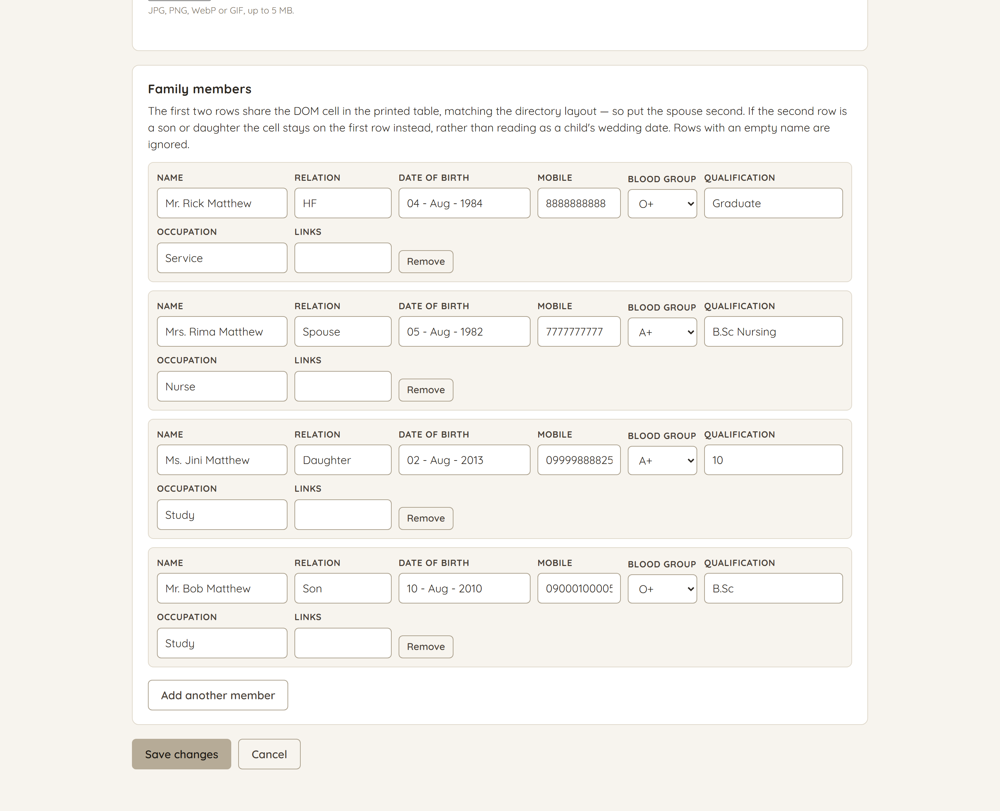 JPG, PNG, WebP or GIF, up to 5 MB.
Family members
The first two rows share the DOM cell in the printed table, matching the directory layout — so put the spouse second. If the second row is
a son or daughter the cell stays on the first row instead, rather than reading as a child's wedding date. Rows with an empty name are
ignored.
NAME RELATION DATE OF BIRTH MOBILE BLOOD GROUP QUALIFICATION
Mr. Rick Matthew HF 04 - Aug - 1984 8888888888 O+ Graduate
OCCUPATION LINKS
Service Remove
NAME RELATION DATE OF BIRTH MOBILE BLOOD GROUP QUALIFICATION
Mrs. Rima Matthew Spouse 05 - Aug - 1982 7777777777 A+ B.Sc Nursing
OCCUPATION LINKS
Nurse Remove
NAME RELATION DATE OF BIRTH MOBILE BLOOD GROUP QUALIFICATION
Ms. Jini Matthew Daughter 02 - Aug - 2013 09999888825 A+ 10
OCCUPATION LINKS
Study Remove
NAME RELATION DATE OF BIRTH MOBILE BLOOD GROUP QUALIFICATION
Mr. Bob Matthew Son 10 - Aug - 2010 09000100005 O+ B.Sc
OCCUPATION LINKS
Study Remove
Add another member
Save changes Cancel